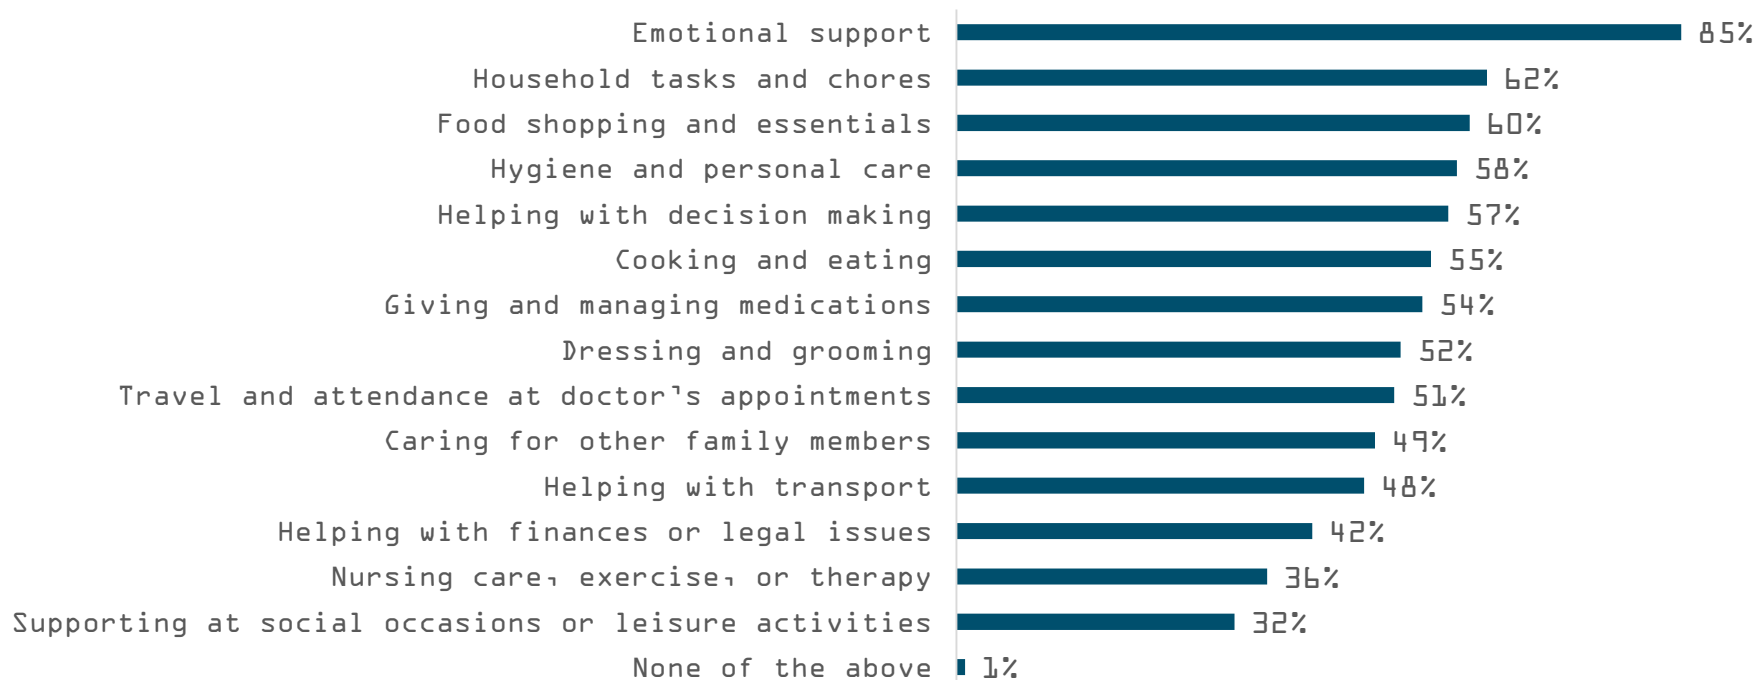 Emotional support 85%
Household tasks and chores 62%
Food shopping and essentials 60%
Hygiene and personal care 58%
Helping with decision making 57%
Cooking and eating 55%
Giving and managing medications 54%
Dressing and grooming 52%
Travel and attendance at doctor's appointments 51%
Caring for other family members 49%
Helping with transport 48%
Helping with finances or legal issues 42%
Nursing care, exercise, or therapy 36%
Supporting at social occasions or leisure activities 32%
None of the above 1%